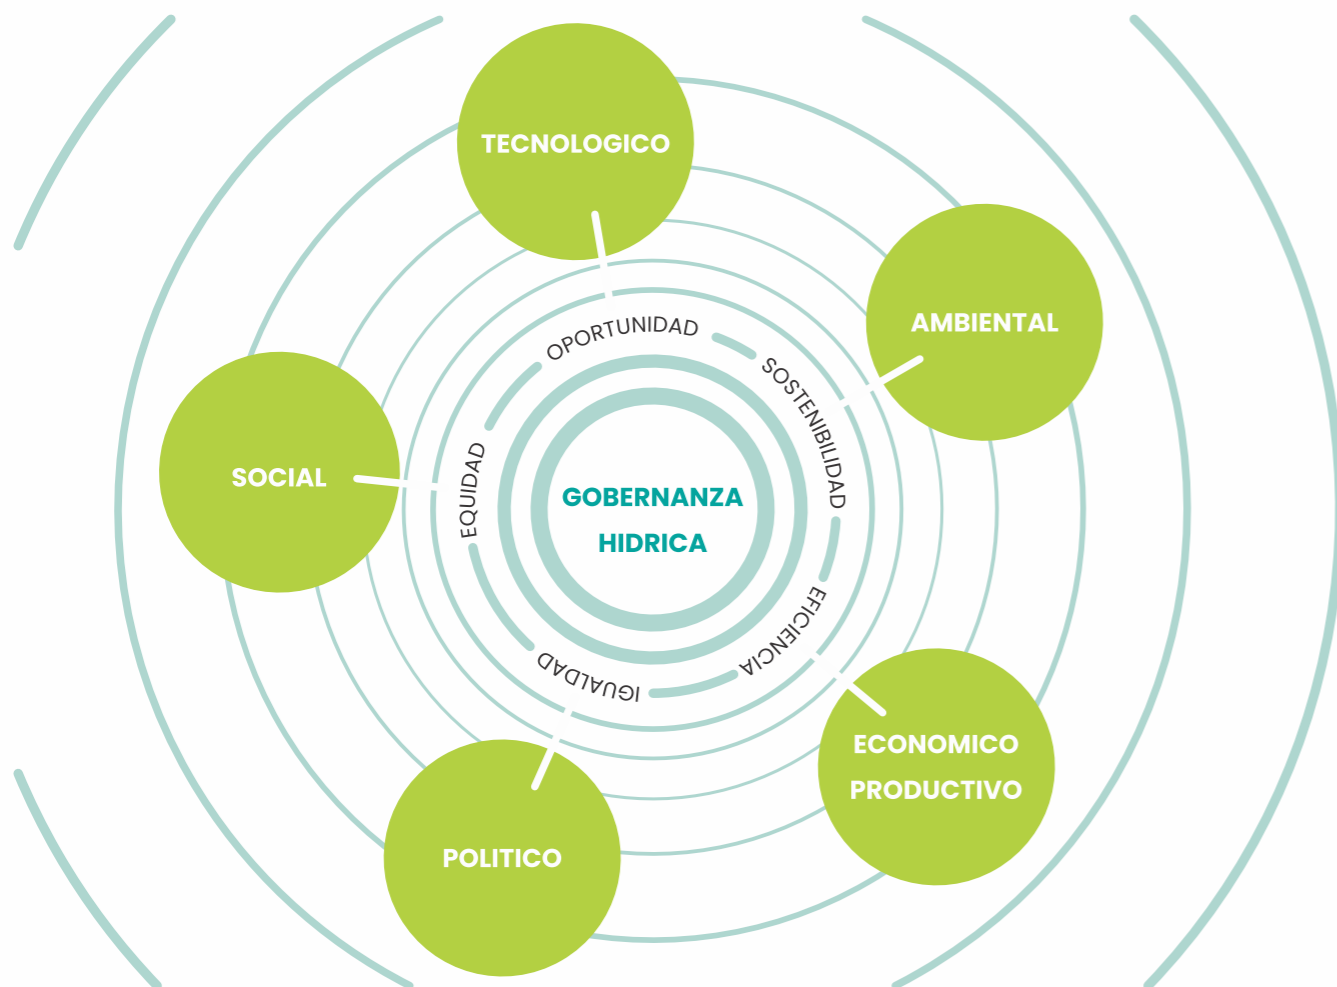 TECNOLOGICO
AMBIENTAL
OPORTUNIDAD
SOSTENIBILIDAD
EQUIDAD
SOCIAL
GOBERNANZA
HIDRICA
EFICIENCIA
IGUALDAD
ECONOMICO
PRODUCTIVO
POLITICO